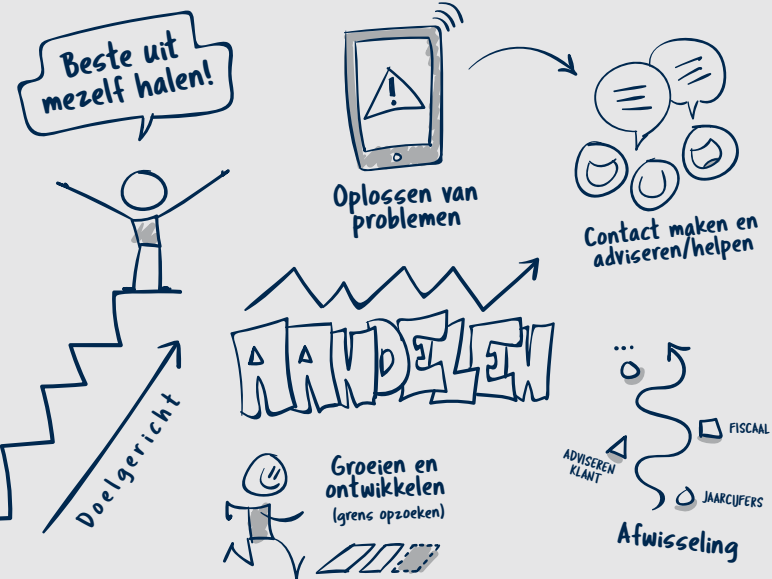 Beste uit
mezelf halen!
!
Oplossen van
problemen
Contact maken en
adviseren/helpen
AANDELEN
Doelgericht
Groeien en
ontwikkelen
(grens opzoeken)
...
FISCAAL
ADVISEREN
KLANT
JAARCIJFERS
Afwisseling